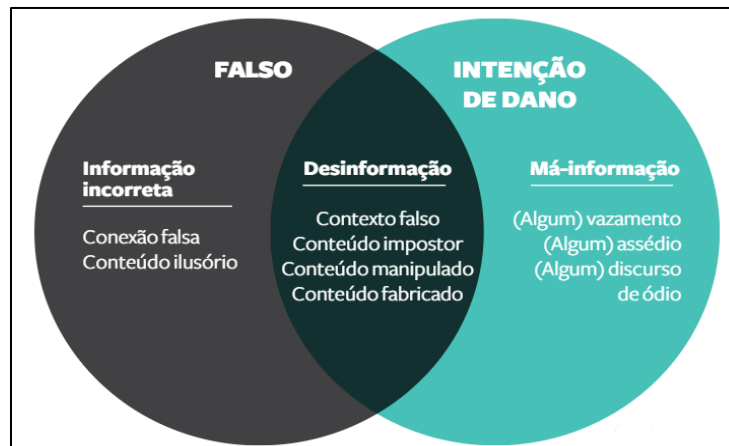 FALSO
INTENÇÃO
DE DANO
Informação
incorreta
Conexão falsa
Conteúdo ilusório
Desinformação
Contexto falso
Conteúdo impostor
Conteúdo manipulado
Conteúdo fabricado
Má-informação
(Algum) vazamento
(Algum) assédio
(Algum) discurso
de ódio